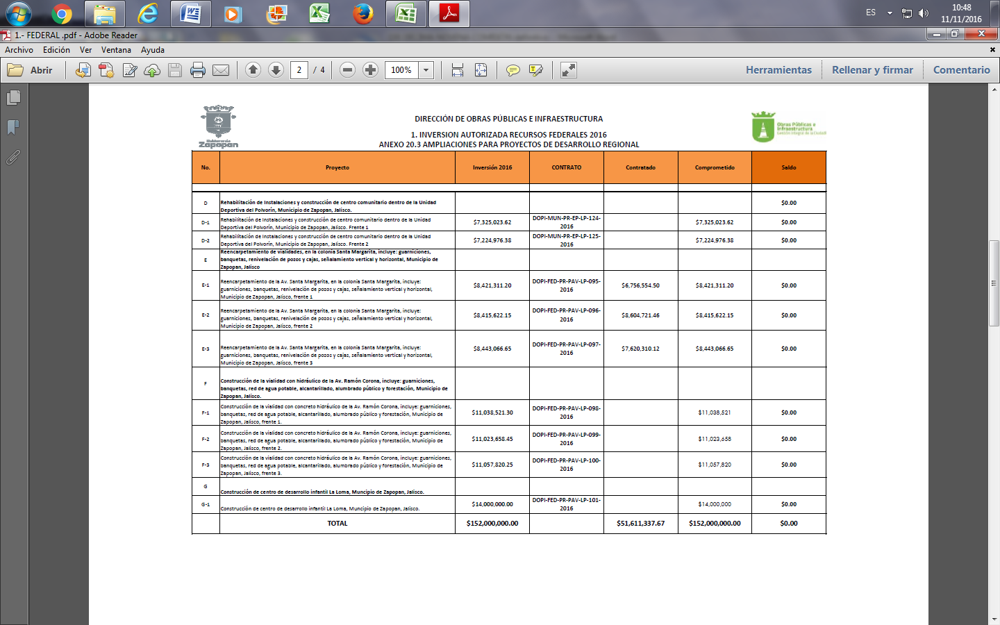 ES
10:48
11/11/2016
1.- FEDERAL .pdf - Adobe Reader
Archivo Edición Ver Ventana Ayuda
Abrir 2 / 4 100% Herramientas Rellenar y firmar Comentario
Zapopan
DIRECCIÓN DE OBRAS PÚBLICAS E INFRAESTRUCTURA
1. INVERSION AUTORIZADA RECURSOS FEDERALES 2016
ANEXO 20.3 AMPLIACIONES PARA PROYECTOS DE DESARROLLO REGIONAL
Obras Públicas e
Infraestructura
Gestión Integral de la Ciudad
No. Proyecto Inversión 2016 CONTRATO Contratado Comprometido Saldo
D Rehabilitación de Instalaciones y construcción de centro comunitario dentro de la Unidad
Deportiva del Polvorín, Municipio de Zapopan, Jalisco. $0.00
D-1 Rehabilitación de Instalaciones y construcción de centro comunitario dentro de la Unidad
Deportiva del Polvorín, Municipio de Zapopan, Jalisco. Frente 1 $7,325,023.62 DOPI-MUN-PR-EP-LP-124-
2016 $7,325,023.62 $0.00
D-2 Rehabilitación de Instalaciones y construcción de centro comunitario dentro de la Unidad
Deportiva del Polvorín, Municipio de Zapopan, Jalisco. Frente 2 $7,224,976.38 DOPI-MUN-PR-EP-LP-125-
2016 $7,224,976.38 $0.00
E Reencarpetamiento de vialidades, en la colonia Santa Margarita, incluye: guarniciones,
banquetas, renivelación de pozos y cajas, señalamiento vertical y horizontal, Municipio de
Zapopan, Jalisco
E-1 Reencarpetamiento de la Av. Santa Margarita, en la colonia Santa Margarita, incluye:
guarniciones, banquetas, renivelación de pozos y cajas, señalamiento vertical y horizontal,
Municipio de Zapopan, Jalisco, frente 1 $8,421,311.20 DOPI-FED-PR-PAV-LP-095-
2016 $6,756,554.50 $8,421,311.20 $0.00
E-2 Reencarpetamiento de la Av. Santa Margarita, en la colonia Santa Margarita, incluye:
guarniciones, banquetas, renivelación de pozos y cajas, señalamiento vertical y horizontal,
Municipio de Zapopan, Jalisco, frente 2 $8,415,622.15 DOPI-FED-PR-PAV-LP-096-
2016 $8,604,721.46 $8,415,622.15 $0.00
E-3 Reencarpetamiento de la Av. Santa Margarita, en la colonia Santa Margarita, incluye:
guarniciones, banquetas, renivelación de pozos y cajas, señalamiento vertical y horizontal,
Municipio de Zapopan, Jalisco, frente 3 $8,443,066.65 DOPI-FED-PR-PAV-LP-097-
2016 $7,620,310.12 $8,443,066.65 $0.00
F Construcción de la vialidad con hidráulico de la Av. Ramón Corona, incluye: guarniciones,
banquetas, red de agua potable, alcantarillado, alumbrado público y forestación, Municipio de
Zapopan, Jalisco.
F-1 Construcción de la vialidad con concreto hidráulico de la Av. Ramón Corona, incluye: guarniciones,
banquetas, red de agua potable, alcantarillado, alumbrado público y forestación, Municipio de
Zapopan, Jalisco, frente 1. $11,038,521.30 DOPI-FED-PR-PAV-LP-098-
2016 $11,038,521 $0.00
F-2 Construcción de la vialidad con concreto hidráulico de la Av. Ramón Corona, incluye: guarniciones,
banquetas, red de agua potable, alcantarillado, alumbrado público y forestación, Municipio de
Zapopan, Jalisco, frente 2. $11,023,658.45 DOPI-FED-PR-PAV-LP-099-
2016 $11,023,658 $0.00
F-3 Construcción de la vialidad con concreto hidráulico de la Av. Ramón Corona, incluye: guarniciones,
banquetas, red de agua potable, alcantarillado, alumbrado público y forestación, Municipio de
Zapopan, Jalisco, frente 3. $11,057,820.25 DOPI-FED-PR-PAV-LP-100-
2016 $11,057,820 $0.00
G Construcción de centro de desarrollo infantil La Loma, Muncipio de Zapopan, Jalisco.
G-1 Construcción de centro de desarrollo infantil La Loma, Muncipio de Zapopan, Jalisco. $14,000,000.00 DOPI-FED-PR-PAV-LP-101-
2016 $14,000,000 $0.00
TOTAL $152,000,000.00 $51,611,337.67 $152,000,000.00 $0.00